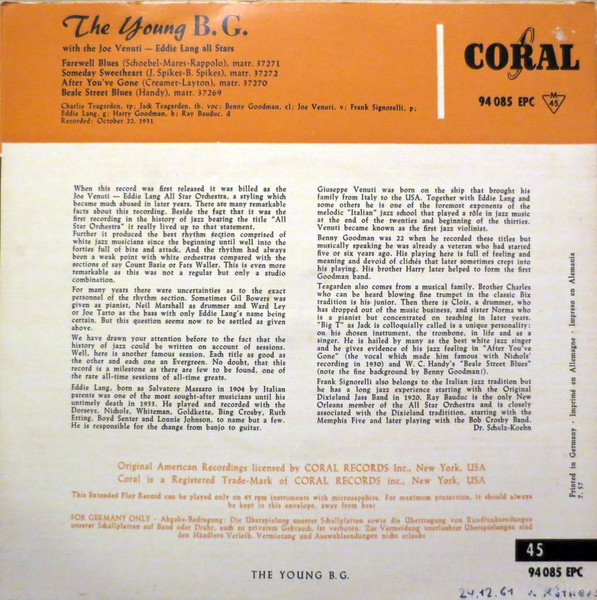 The Young B. G.
with the Joe Venuti — Eddie Lang all Stars
Farewell Blues (Schoebel-Mares-Rappolo), matr. 37271
Someday Sweetheart (J. Spikes-B. Spikes), matr. 37272
After You've Gone (Creamer-Layton), matr. 37270
Beale Street Blues (Handy), matr. 37269
Charlie Teagarden, tp; Jack Teagarden, tb, voc; Benny Goodman, cl; Joe Venuti, v; Frank Signorelli, p;
Eddie Lang, g; Harry Goodman, b; Ray Bauduc, d
Recorded: October 22, 1931
CORAL
94 085 EPC
M
45
When this record was first released it was billed as the
Joe Venuti — Eddie Lang All Star Orchestra, a styling which
became much abused in later years. There are many remarkable
facts about this recording. Beside the fact that it was the
first recording in the history of jazz bearing the title "All
Star Orchestra" it really lived up to that statement.
Further it produced the best rhythm section comprised of
white jazz musicians since the beginning until well into the
forties full of bite and attack. And the rhythm had always
been a weak point with white orchestras compared with the
sections of say Count Basie or Fats Waller. This is even more
remarkable as this was not a regular but only a studio
combination.
For many years there were uncertainties as to the exact
personnel of the rhythm section. Sometimes Gil Bowers was
given as pianist, Neil Marshall as drummer and Ward Ley
or Joe Tarto as the bass with only Eddie Lang's name being
certain. But this question seems now to be settled as given
above.
We have drawn your attention before to the fact that the
history of jazz could be written as an account of sessions.
Well, here is another famous session. Each title as good as
the other and each one an Evergreen. No doubt, that this
record is a milestone as there are few to be found, one of
the rare all-time sessions of all-time greats.
Eddie Lang, born as Salvatore Massaro in 1904 by Italian
parents was one of the most sought-after musicians until his
untimely death in 1933. He played and recorded with the
Dorseys, Nichols, Whiteman, Goldkette, Bing Crosby, Ruth
Etting, Boyd Senter and Lonnie Johnson, to name but a few.
He is responsible for the change from banjo to guitar.
Giuseppe Venuti was born on the ship that brought his
family from Italy to the USA. Together with Eddie Lang and
some others he is one of the foremost exponents of the
melodic "Italian" jazz school that played a rôle in jazz music
at the end of the twenties and beginning of the thirties.
Venuti became known as the first jazz violinist.
Benny Goodman was 22 when he recorded these titles but
musically speaking he was already a veteran who had started
five or six years ago. His playing here is full of feeling and
meaning and devoid of clichés that later sometimes crept into
his playing. His brother Harry later helped to form the first
Goodman band.
Teagarden also comes from a musical family. Brother Charles
who can be heard blowing fine trumpet in the classic Bix
tradition is his junior. Then there is Clois, a drummer, who
has dropped out of the music business, and sister Norma who
is a pianist but concentrated on teaching in later years.
"Big T" as Jack is colloquially called is a unique personality:
on his chosen instrument, the trombone, in life and as a
singer. He is hailed by many as the best white jazz singer
and he gives evidence of his jazz feeling in "After You've
Gone" (the vocal which made him famous with Nichols'
recording in 1930) and W. C. Handy's "Beale Street Blues"
(note the fine background by Benny Goodman!).
Frank Signorelli also belongs to the Italian jazz tradition but
he has a long jazz experience starting with the Original
Dixieland Jass Band in 1920. Ray Bauduc is the only New
Orleans member of the All Star Orchestra and is closely
associated with the Dixieland tradition, starting with the
Memphis Five and later playing with the Bob Crosby Band.
Dr. Schulz-Koehn
Printed in Germany · Imprimé en Allemagne · Impreso en Alemania
7. 57
Original American Recordings licensed by CORAL RECORDS Inc., New York, USA
Coral is a Registered Trade-Mark of CORAL RECORDS inc., New York, USA
This Extended Play Record can be played only on 45 rpm instruments with microsapphire. For maximum protection, it should always
be kept in this envelope, away from heat
FOR GERMANY ONLY · Abgabe-Bedingung: Die Überspielung unserer Schallplatten sowie die Übertragung von Rundfunksendungen
unserer Schallplatten auf Band oder Draht, auch zu privatem Gebrauch, ist verboten. Zur Vermeidung unerlaubter Überspielungen sind
den Händlern Verleih, Vermietung und Auswahlsendungen nicht erlaubt
45
94 085 EPC
THE YOUNG B. G.
24.12.61 v.